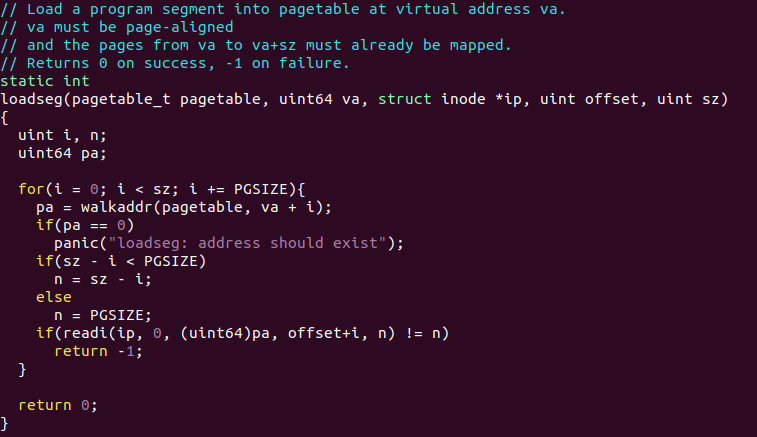 // Load a program segment into pagetable at virtual address va.
// va must be page-aligned
// and the pages from va to va+sz must already be mapped.
// Returns 0 on success, -1 on failure.
static int
loadseg(pagetable_t pagetable, uint64 va, struct inode *ip, uint offset, uint sz)
{
  uint i, n;
  uint64 pa;

  for(i = 0; i < sz; i += PGSIZE){
    pa = walkaddr(pagetable, va + i);
    if(pa == 0)
      panic("loadseg: address should exist");
    if(sz - i < PGSIZE)
      n = sz - i;
    else
      n = PGSIZE;
    if(readi(ip, 0, (uint64)pa, offset+i, n) != n)
      return -1;
  }

  return 0;
}